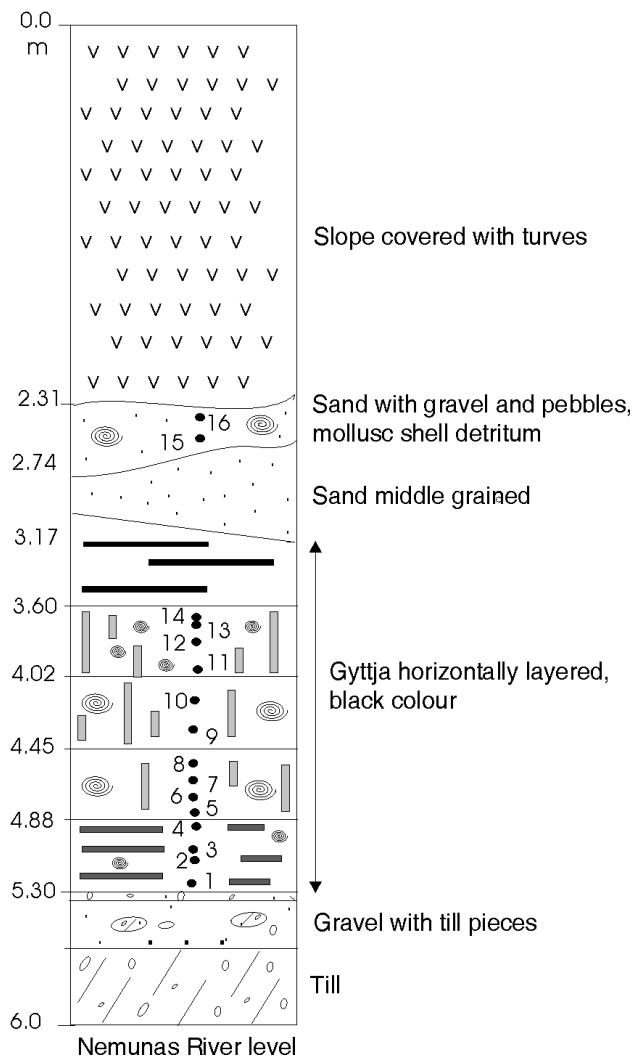 0.0
m
Slope covered with turves
2.31
Sand with gravel and pebbles,
mollusc shell detritum
16
15
2.74
Sand middle grained
3.17
3.60
14
13
12
11
4.02
Gyttja horizontally layered,
black colour
10
9
4.45
8
7
6
5
4.88
4
3
2
1
5.30
Gravel with till pieces
Till
6.0
Nemunas River level